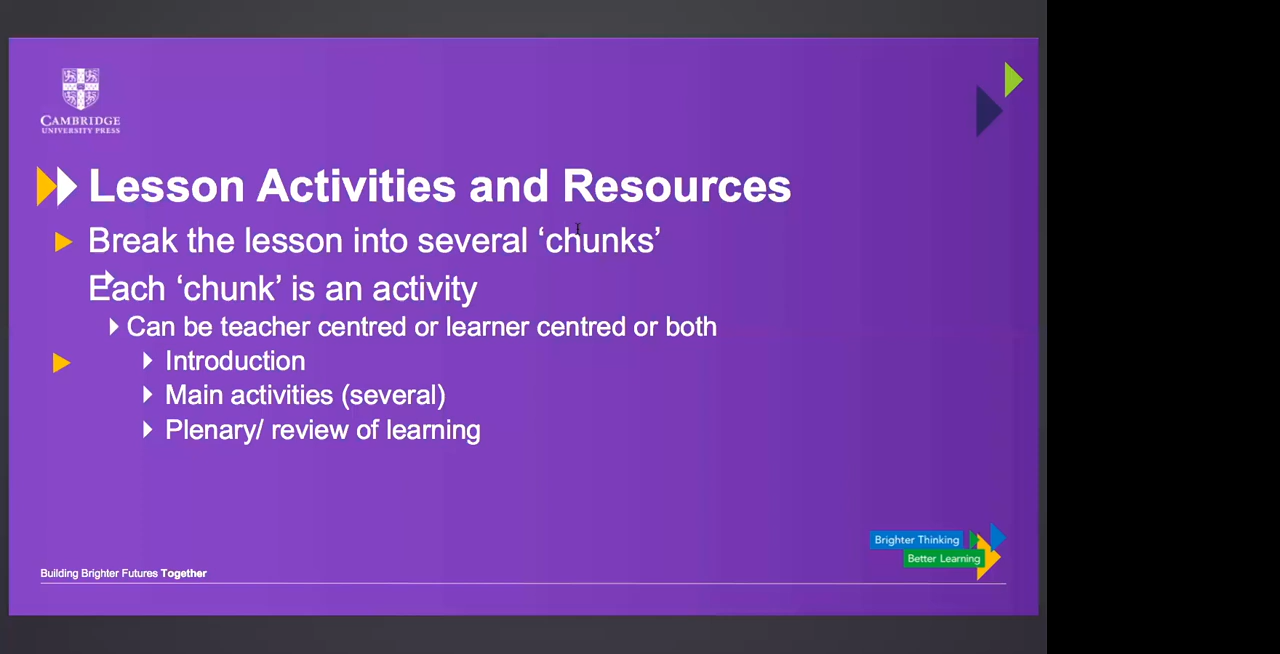 CAMBRIDGE
UNIVERSITY PRESS
Lesson Activities and Resources
Break the lesson into several ‘chunks’
Each ‘chunk’ is an activity
Can be teacher centred or learner centred or both
Introduction
Main activities (several)
Plenary/ review of learning
Brighter Thinking
Better Learning
Building Brighter Futures Together